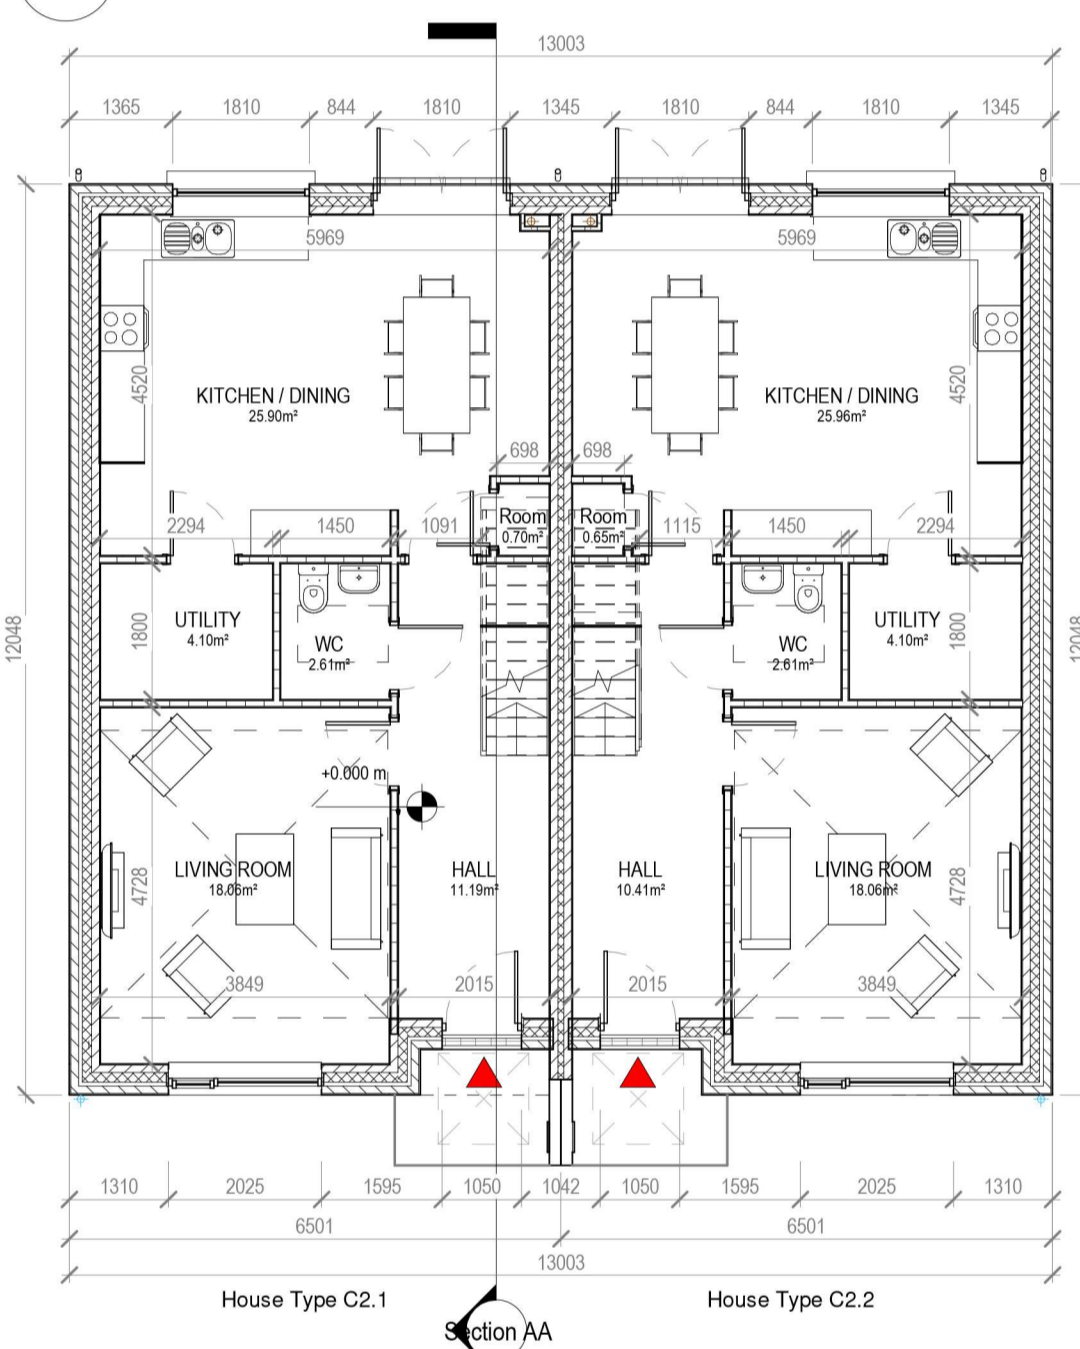 13003
1365 1810 844 1810 1345 1810 844 1810 1345
5969 5969
4520 4520
KITCHEN / DINING KITCHEN / DINING
25.90m² 25.96m²
698 698
Room Room
0.70m² 0.65m²
2294 1450 1091 1115 1450 2294
UTILITY UTILITY
4.10m² 4.10m²
1800 1800
12048 12048
WC WC
2.61m² 2.61m²
+0.000 m
LIVING ROOM HALL HALL LIVING ROOM
18.06m² 11.19m² 10.41m² 18.06m²
4728 4728
3849 2015 2015 3849
1310 2025 1595 1050 1042 1050 1595 2025 1310
6501 6501
13003
House Type C2.1 House Type C2.2
Section AA